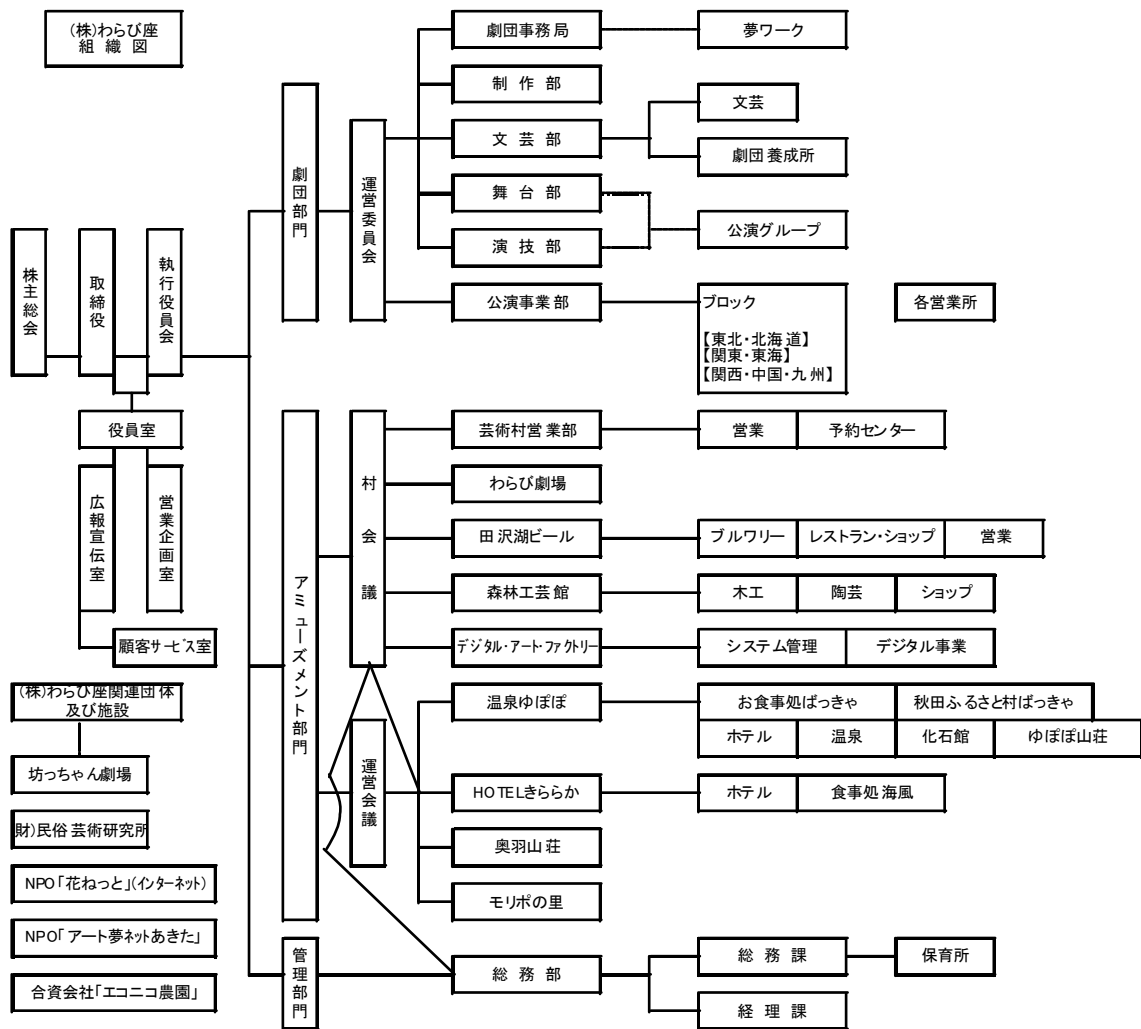 (株)わらび座
組織図
劇団事務局
夢ワーク
制作部
文芸部
文芸
劇団養成所
舞台部
演技部
公演グループ
公演事業部
ブロック
【東北・北海道】
【関東・東海】
【関西・中国・九州】
各営業所
劇団部門
運営委員会
株主総会
取締役
執行役員会
役員室
広報宣伝室
営業企画室
顧客サービス室
アミューズメント部門
村会議
芸術村営業部
営業
予約センター
わらび劇場
田沢湖ビール
ブルワリー
レストラン・ショップ
営業
森林工芸館
木工
陶芸
ショップ
デジタル・アート・ファクトリー
システム管理
デジタル事業
運営会議
温泉ゆぽぽ
お食事処ばっきゃ
秋田ふるさと村ばっきゃ
ホテル
温泉
化石館
ゆぽぽ山荘
HOTELきららか
ホテル
食事処海風
奥羽山荘
モリポの里
管理部門
総務部
総務課
保育所
経理課
(株)わらび座関連団体
及び施設
坊っちゃん劇場
財)民俗芸術研究所
NPO「花ねっと」(インターネット)
NPO「アート夢ネットあきた」
合資会社「エコニコ農園」